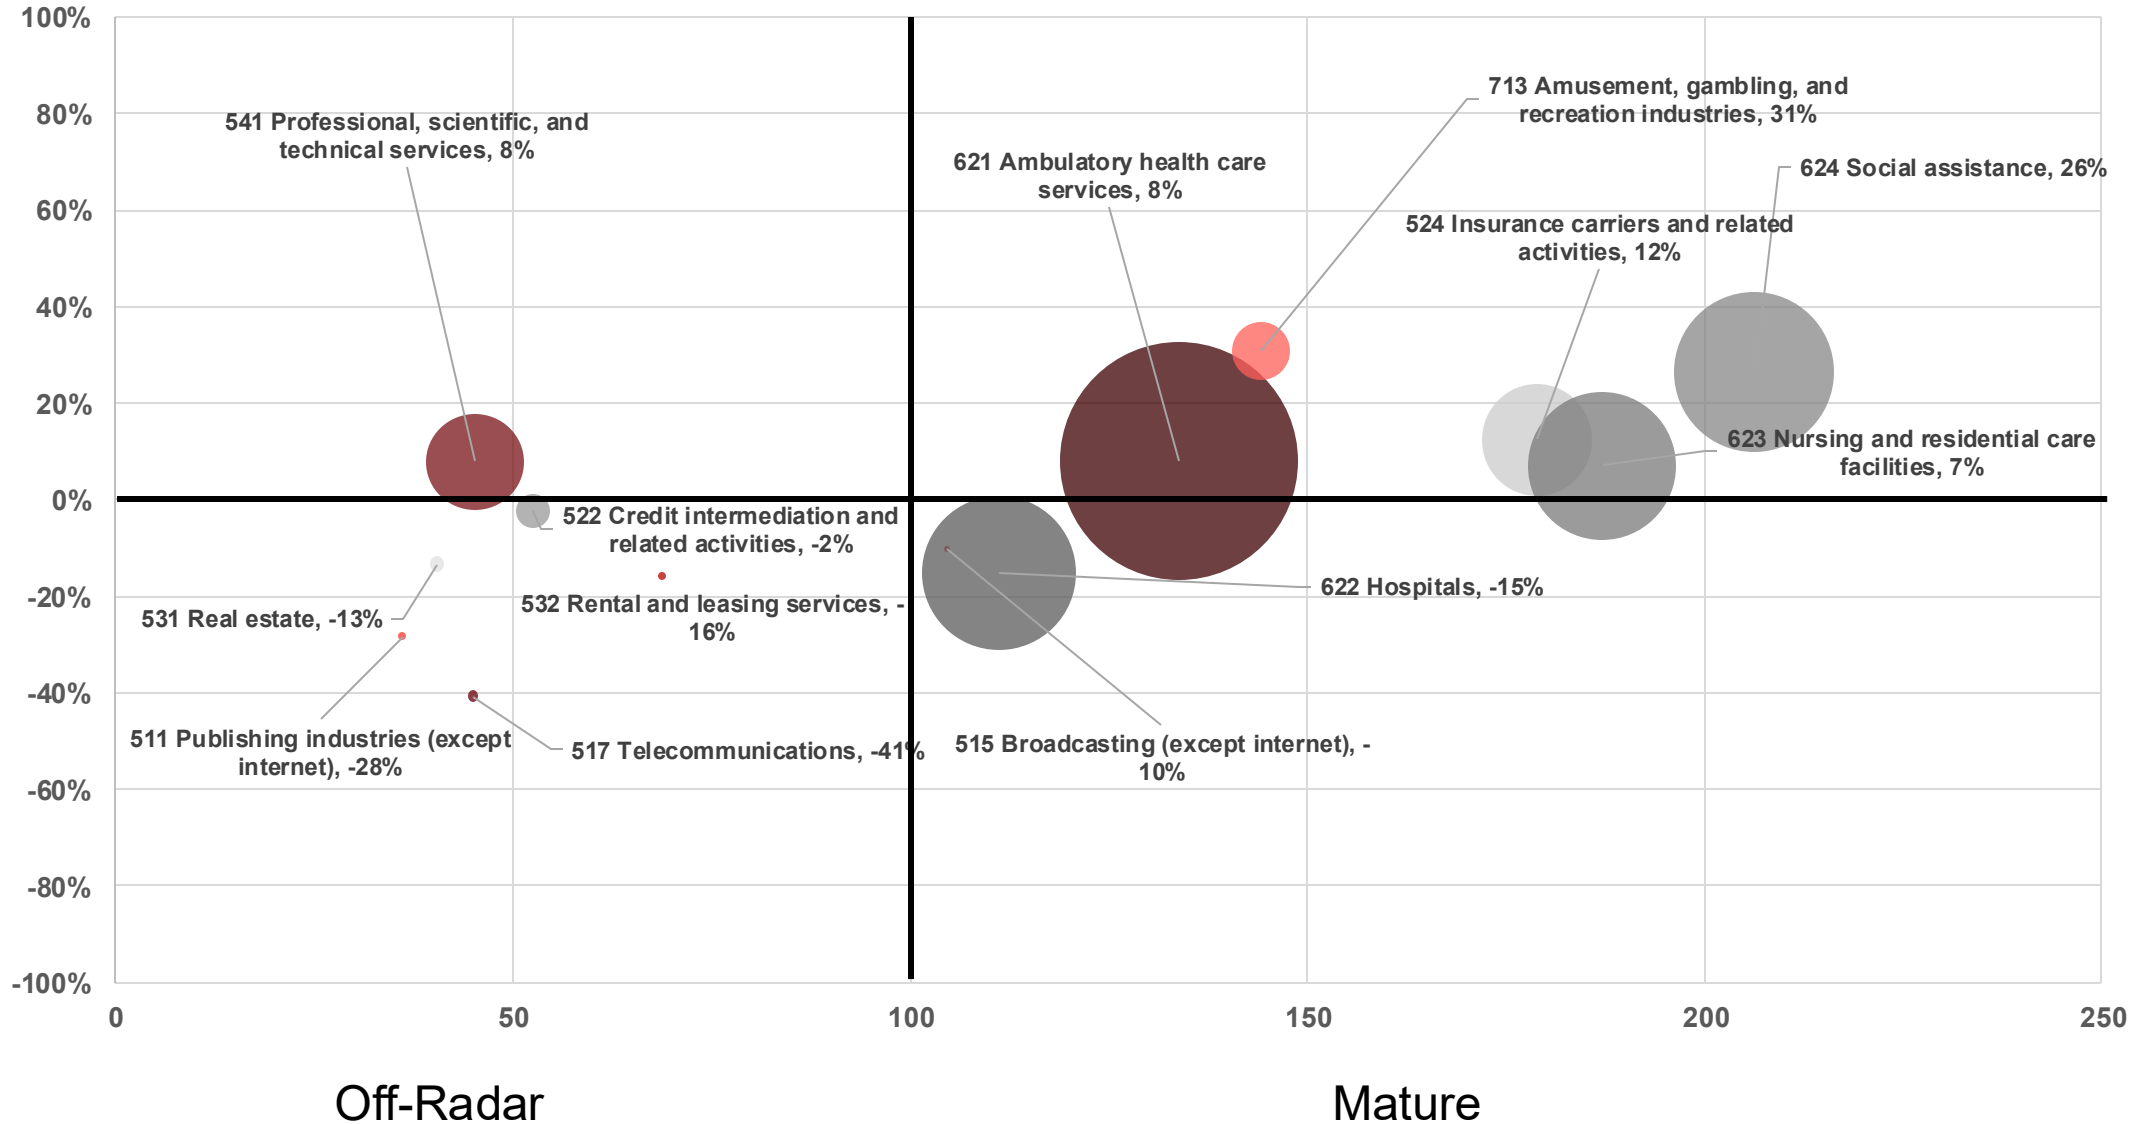 100%
80%
60%
40%
20%
0%
-20%
-40%
-60%
-80%
-100%
541 Professional, scientific, and
technical services, 8%
621 Ambulatory health care
services, 8%
713 Amusement, gambling, and
recreation industries, 31%
624 Social assistance, 26%
524 Insurance carriers and related
activities, 12%
623 Nursing and residential care
facilities, 7%
522 Credit intermediation and
related activities, -2%
531 Real estate, -13%
532 Rental and leasing services, -
16%
622 Hospitals, -15%
511 Publishing industries (except
internet), -28%
517 Telecommunications, -41%
515 Broadcasting (except internet), -
10%
0
50
100
150
200
250
Off-Radar
Mature